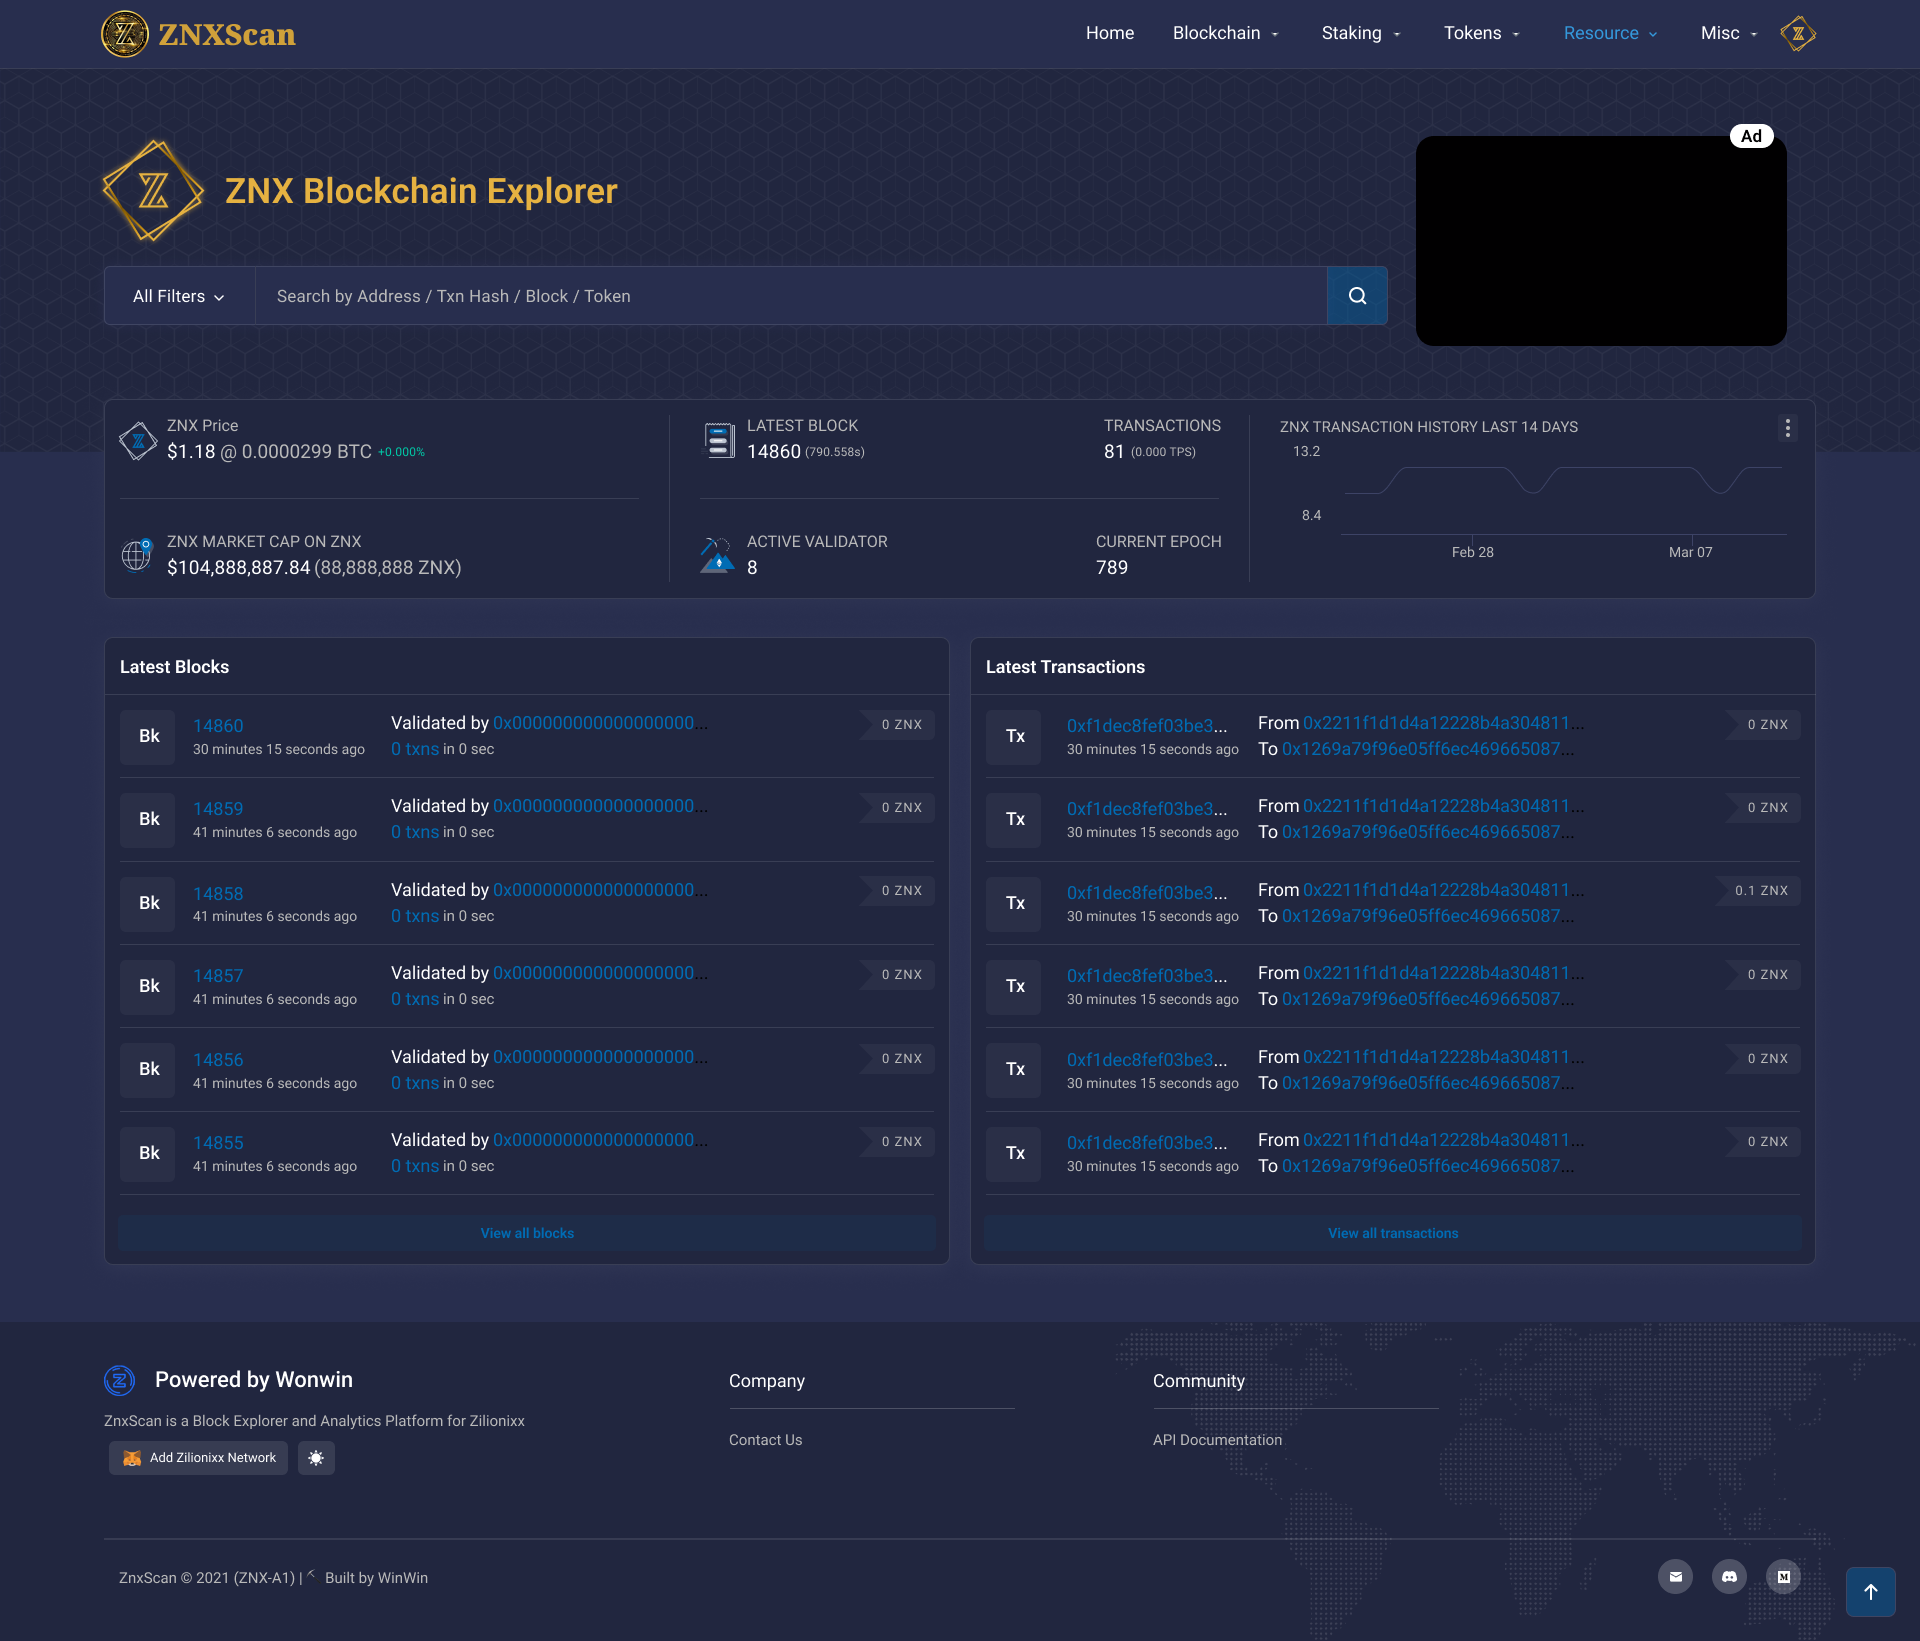 ZNXScan
Home
Blockchain
Staking
Tokens
Resource
Misc
Ad
ZNX Blockchain Explorer
All Filters
Search by Address / Txn Hash / Block / Token
ZNX Price
$1.18 @ 0.0000299 BTC +0.000%
ZNX MARKET CAP ON ZNX
$104,888,887.84 (88,888,888 ZNX)
LATEST BLOCK
14860 (790.558s)
TRANSACTIONS
81 (0.000 TPS)
ACTIVE VALIDATOR
8
CURRENT EPOCH
789
ZNX TRANSACTION HISTORY LAST 14 DAYS
13.2
8.4
Feb 28
Mar 07
Latest Blocks
Bk
14860
30 minutes 15 seconds ago
Validated by 0x000000000000000000...
0 txns in 0 sec
0 ZNX
Bk
14859
41 minutes 6 seconds ago
Validated by 0x000000000000000000...
0 txns in 0 sec
0 ZNX
Bk
14858
41 minutes 6 seconds ago
Validated by 0x000000000000000000...
0 txns in 0 sec
0 ZNX
Bk
14857
41 minutes 6 seconds ago
Validated by 0x000000000000000000...
0 txns in 0 sec
0 ZNX
Bk
14856
41 minutes 6 seconds ago
Validated by 0x000000000000000000...
0 txns in 0 sec
0 ZNX
Bk
14855
41 minutes 6 seconds ago
Validated by 0x000000000000000000...
0 txns in 0 sec
0 ZNX
View all blocks
Latest Transactions
Tx
0xf1dec8fef03be3...
30 minutes 15 seconds ago
From 0x2211f1d1d4a12228b4a304811...
To 0x1269a79f96e05ff6ec469665087...
0 ZNX
Tx
0xf1dec8fef03be3...
30 minutes 15 seconds ago
From 0x2211f1d1d4a12228b4a304811...
To 0x1269a79f96e05ff6ec469665087...
0 ZNX
Tx
0xf1dec8fef03be3...
30 minutes 15 seconds ago
From 0x2211f1d1d4a12228b4a304811...
To 0x1269a79f96e05ff6ec469665087...
0.1 ZNX
Tx
0xf1dec8fef03be3...
30 minutes 15 seconds ago
From 0x2211f1d1d4a12228b4a304811...
To 0x1269a79f96e05ff6ec469665087...
0 ZNX
Tx
0xf1dec8fef03be3...
30 minutes 15 seconds ago
From 0x2211f1d1d4a12228b4a304811...
To 0x1269a79f96e05ff6ec469665087...
0 ZNX
Tx
0xf1dec8fef03be3...
30 minutes 15 seconds ago
From 0x2211f1d1d4a12228b4a304811...
To 0x1269a79f96e05ff6ec469665087...
0 ZNX
View all transactions
Powered by Wonwin
ZnxScan is a Block Explorer and Analytics Platform for Zilionixx
Add Zilionixx Network
Company
Contact Us
Community
API Documentation
ZnxScan © 2021 (ZNX-A1) | Built by WinWin